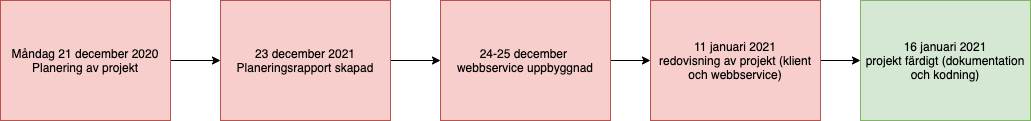 Måndag 21 december 2020
Planering av projekt
23 december 2021
Planeringsrapport skapad
24-25 december
webbservice uppbyggnad
11 januari 2021
redovisning av projekt (klient
och webbservice)
16 januari 2021
projekt färdigt (dokumentation
och kodning)